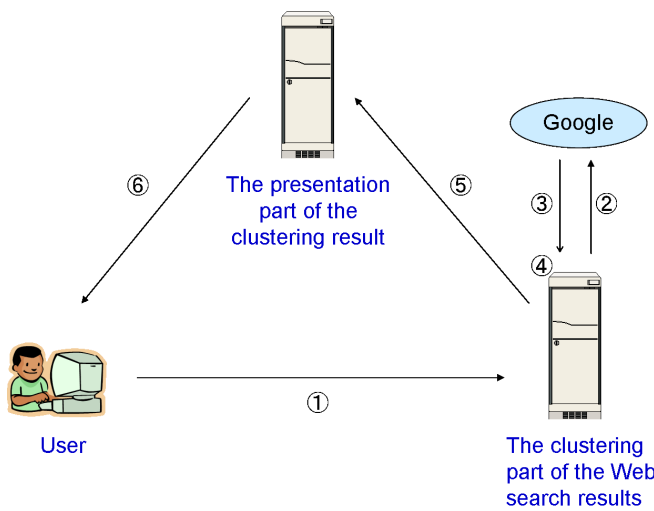 Google
⑥
The presentation
part of the
clustering result
⑤
③
②
④
①
User
The clustering
part of the Web
search results